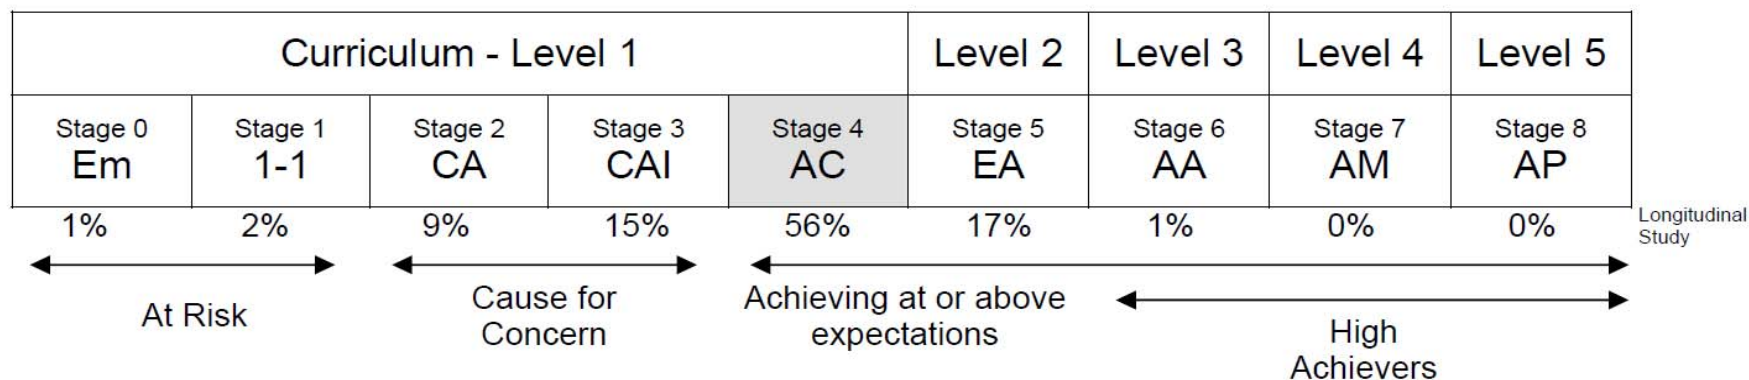 Curriculum - Level 1 Level 2 Level 3 Level 4 Level 5
Stage 0 Stage 1 Stage 2 Stage 3 Stage 4 Stage 5 Stage 6 Stage 7 Stage 8
Em 1-1 CA CAI AC EA AA AM AP
1% 2% 9% 15% 56% 17% 1% 0% 0%
Longitudinal
Study
At Risk
Cause for
Concern
Achieving at or above
expectations
High
Achievers